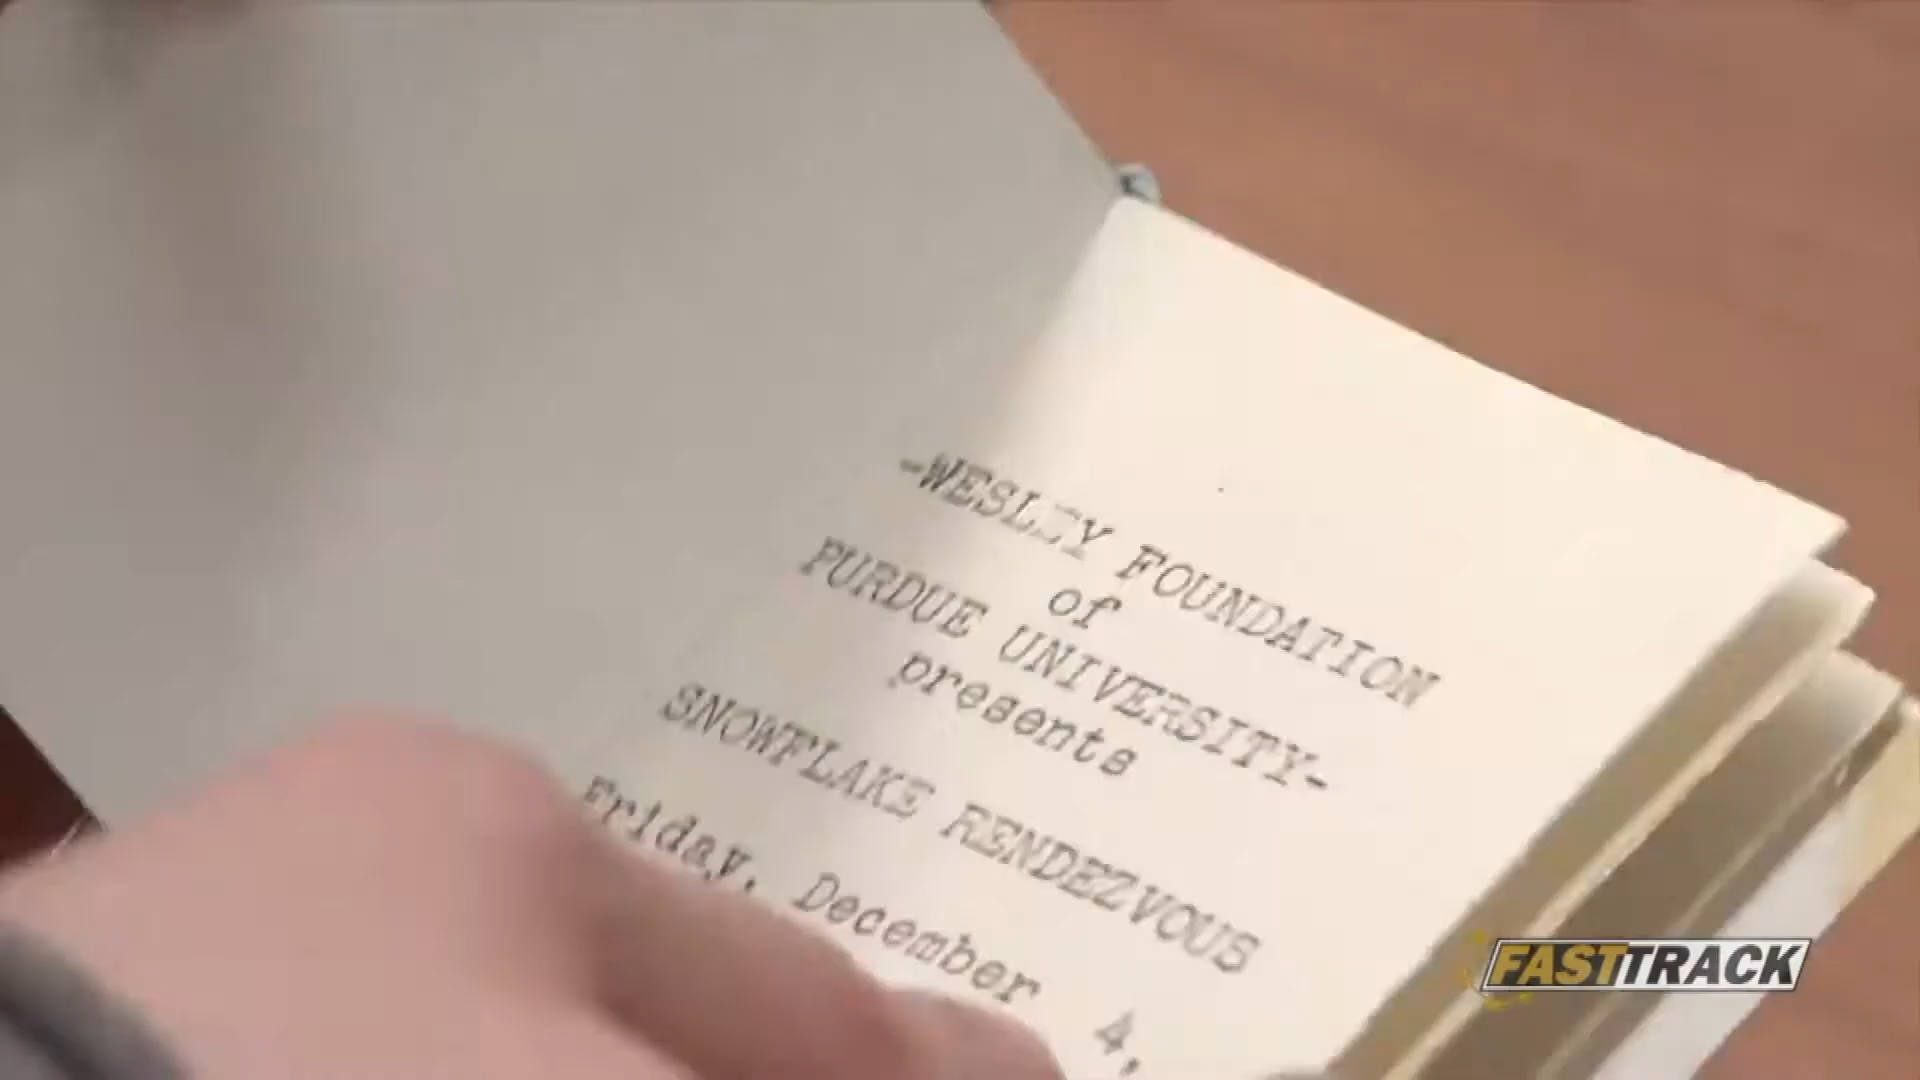 -WESLEY FOUNDATION
of
PURDUE UNIVERSITY-
presents
SNOWFLAKE RENDEZVOUS
Friday, December 4,
FASTTRACK